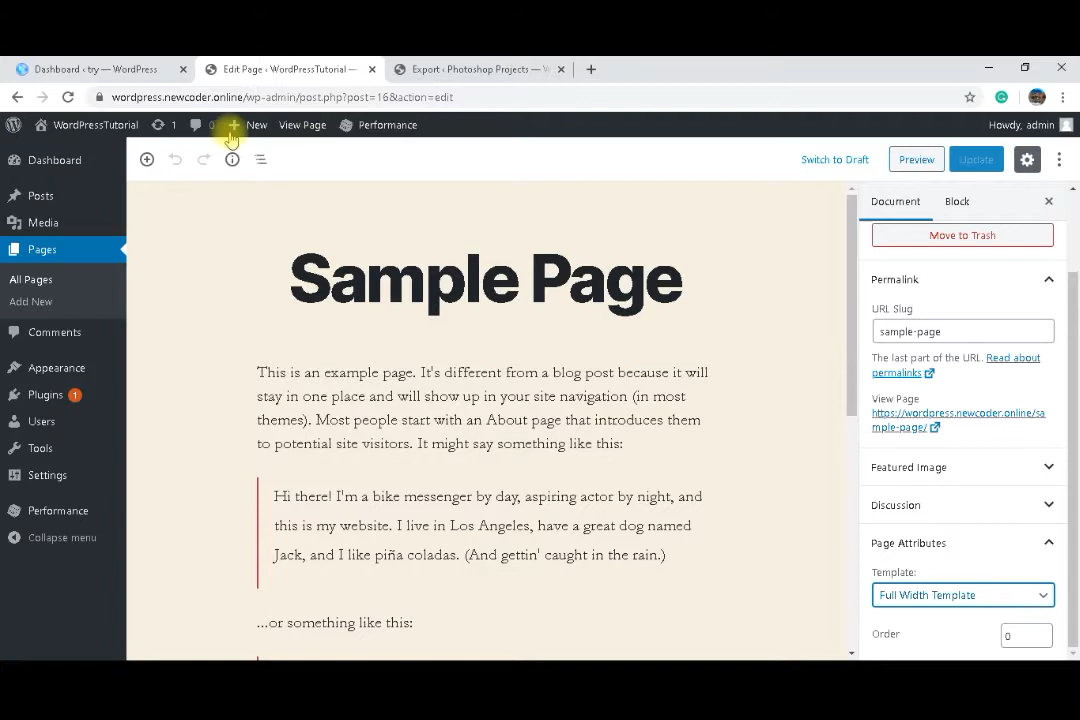 Dashboard ‹ try — WordPress
Edit Page ‹ WordPressTutorial —
Export ‹ Photoshop Projects — W
wordpress.newcoder.online/wp-admin/post.php?post=16&action=edit
WordPressTutorial
1
0
New
View Page
Performance
Howdy, admin
Dashboard
Posts
Media
Pages
All Pages
Add New
Comments
Appearance
Plugins 1
Users
Tools
Settings
Performance
Collapse menu
Switch to Draft
Preview
Update
Sample Page
This is an example page. It's different from a blog post because it will
stay in one place and will show up in your site navigation (in most
themes). Most people start with an About page that introduces them
to potential site visitors. It might say something like this:
Hi there! I'm a bike messenger by day, aspiring actor by night, and
this is my website. I live in Los Angeles, have a great dog named
Jack, and I like piña coladas. (And gettin' caught in the rain.)
...or something like this:
Document
Block
Move to Trash
Permalink
URL Slug
sample-page
The last part of the URL. Read about
permalinks
View Page
https://wordpress.newcoder.online/sa
mple-page/
Featured Image
Discussion
Page Attributes
Template:
Full Width Template
Order
0